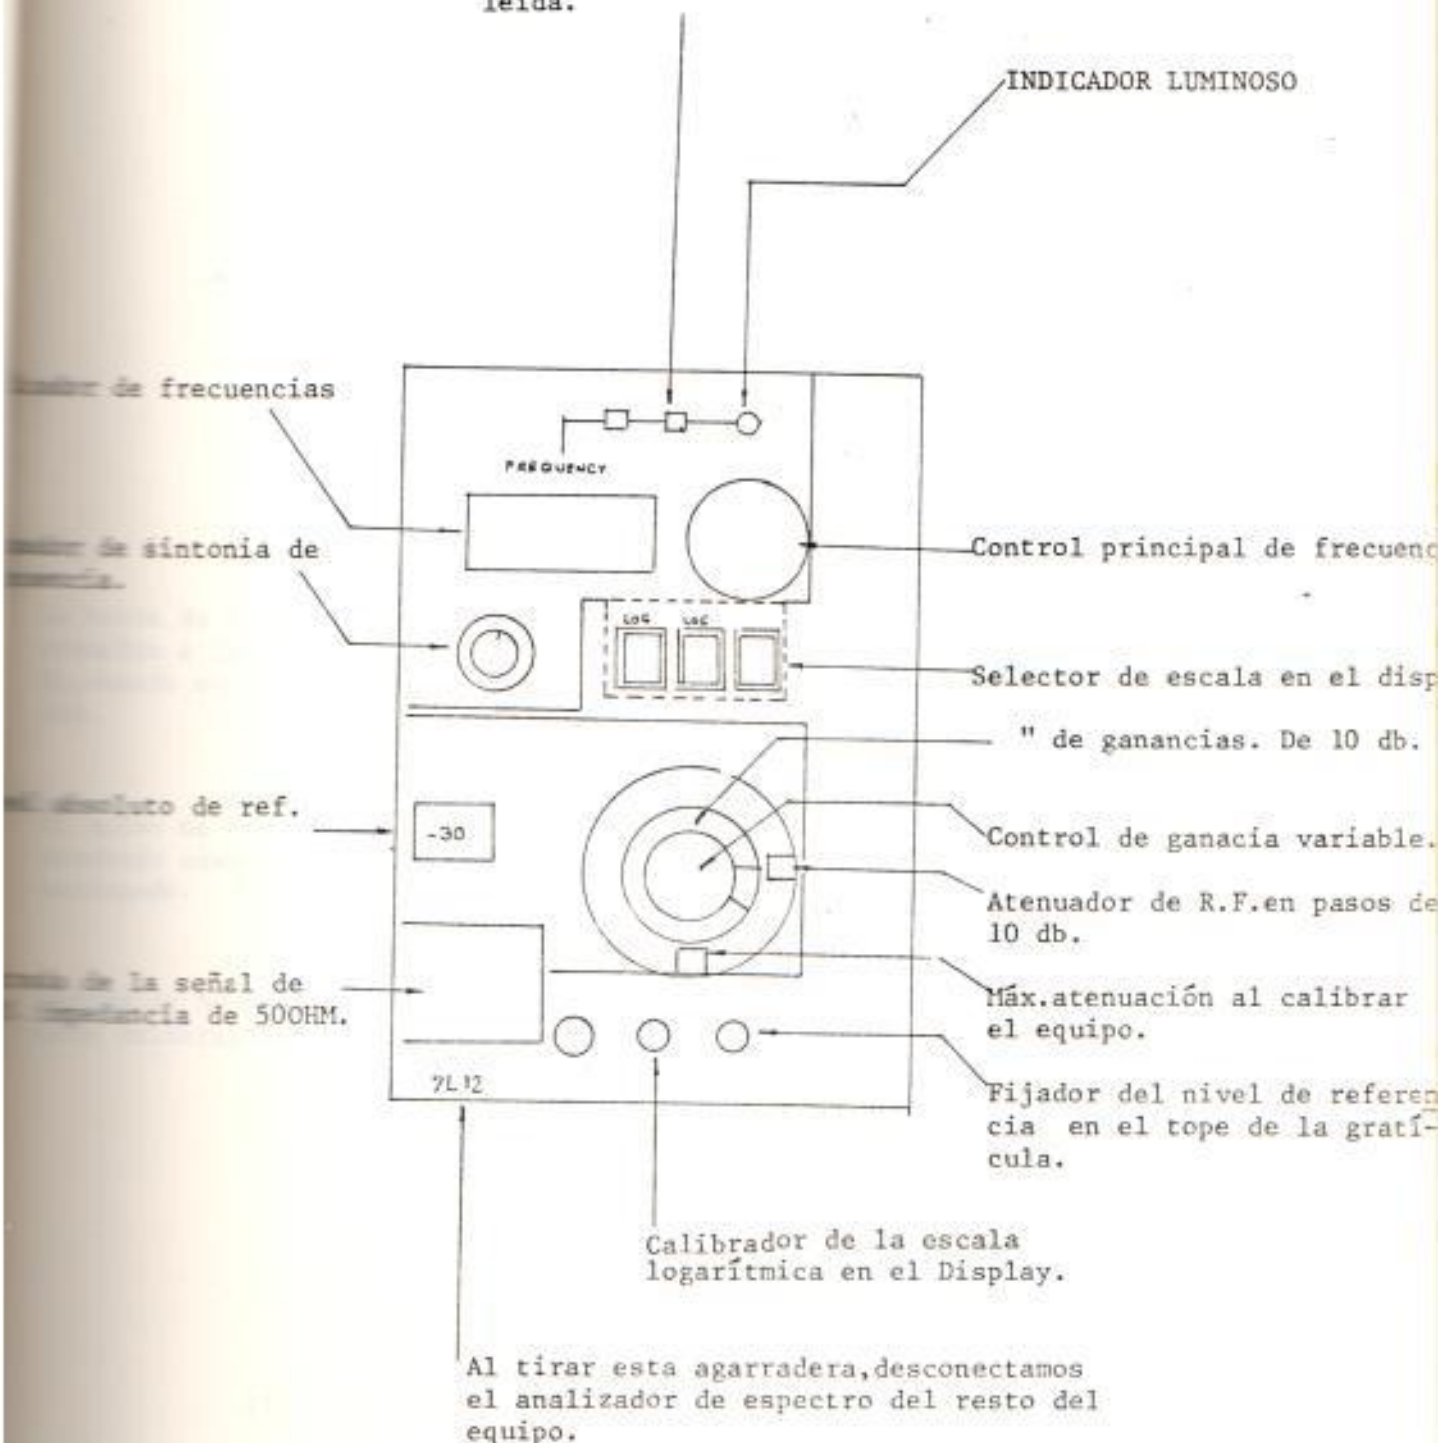 leída.
INDICADOR LUMINOSO
de frecuencias
FREQUENCY
de sintonia de
Control principal de frecuenc
LOG LOG
Selector de escala en el disp
" de ganancias. De 10 db.
absoluto de ref.
-30
Control de ganacía variable.
Atenuador de R.F.en pasos de
10 db.
de la señal de
impedancia de 50OHM.
Máx.atenuación al calibrar
el equipo.
7L12
Fijador del nivel de referen
cia en el tope de la gratí-
cula.
Calibrador de la escala
logarítmica en el Display.
Al tirar esta agarradera,desconectamos
el analizador de espectro del resto del
equipo.